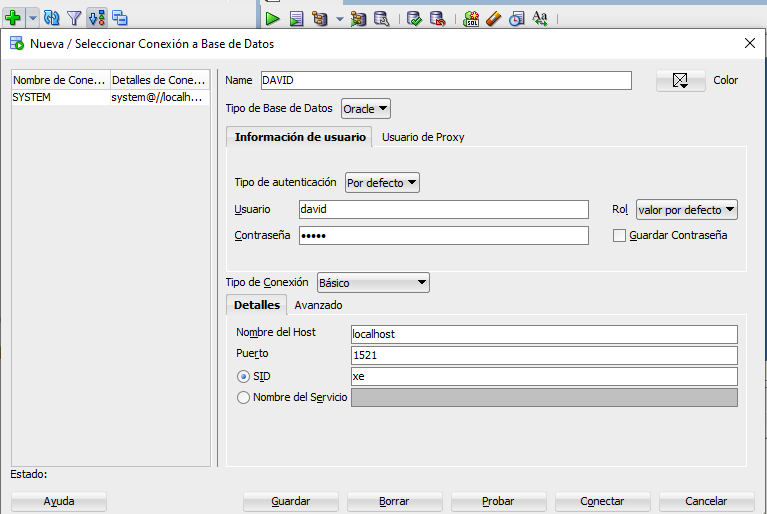 SQL
Aa
Nueva / Seleccionar Conexión a Base de Datos
Nombre de Cone... Detalles de Cone...
SYSTEM system@//localh...
Name DAVID Color
Tipo de Base de Datos Oracle
Información de usuario Usuario de Proxy
Tipo de autenticación Por defecto
Usuario david Rol valor por defecto
Contraseña ••••• Guardar Contraseña
Tipo de Conexión Básico
Detalles Avanzado
Nombre del Host localhost
Puerto 1521
SID xe
Nombre del Servicio
Estado:
Ayuda Guardar Borrar Probar Conectar Cancelar